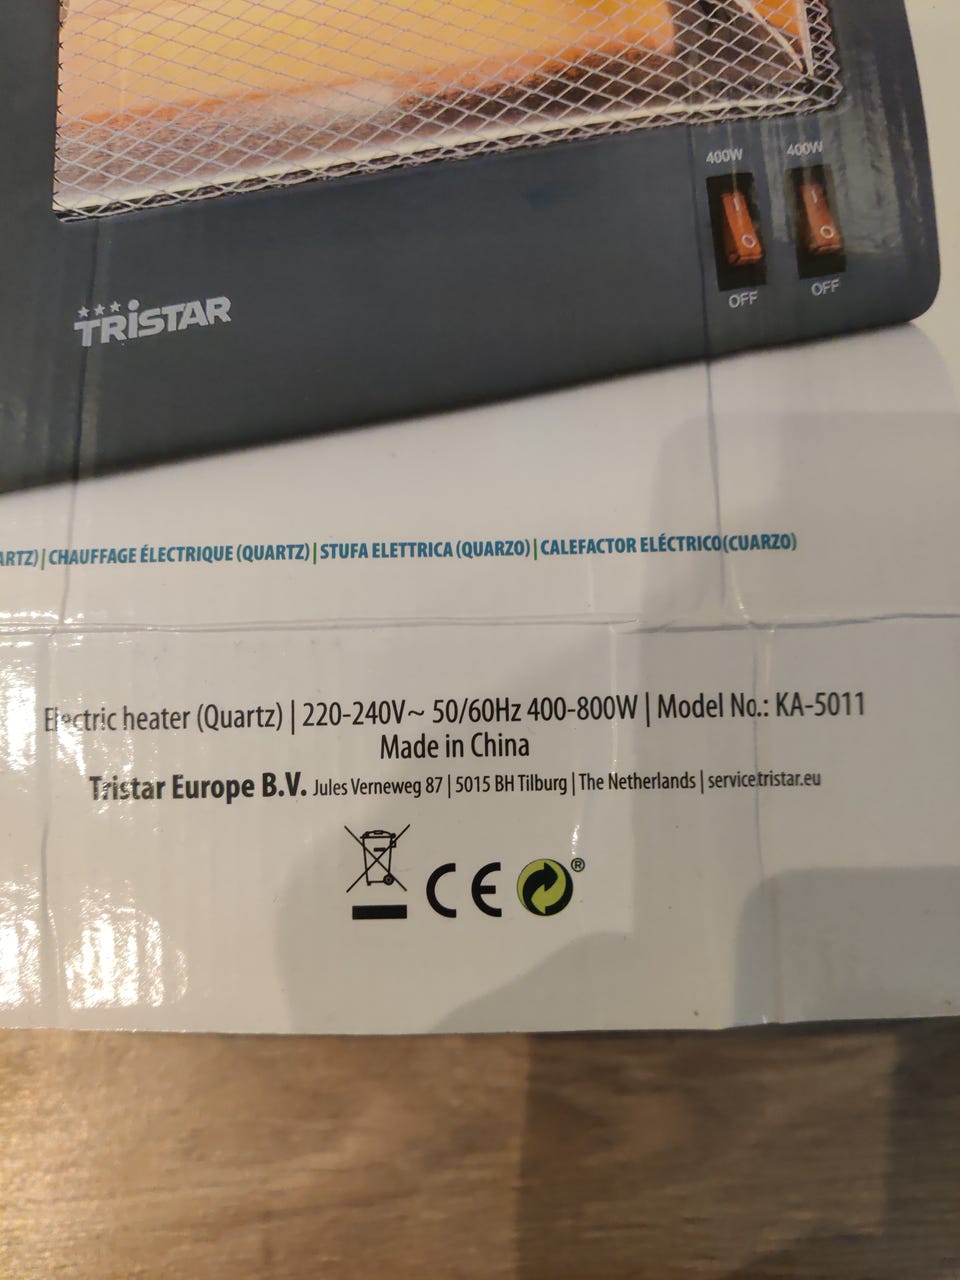 400W 400W
OFF OFF
TRiSTAR
CHAUFFAGE ÉLECTRIQUE (QUARTZ) | STUFA ELETTRICA (QUARZO) | CALEFACTOR ELÉCTRICO (CUARZO)
Electric heater (Quartz) | 220-240V~ 50/60Hz 400-800W | Model No.: KA-5011
Made in China
Tristar Europe B.V. Jules Verneweg 87 | 5015 BH Tilburg | The Netherlands | service.tristar.eu
CE ®